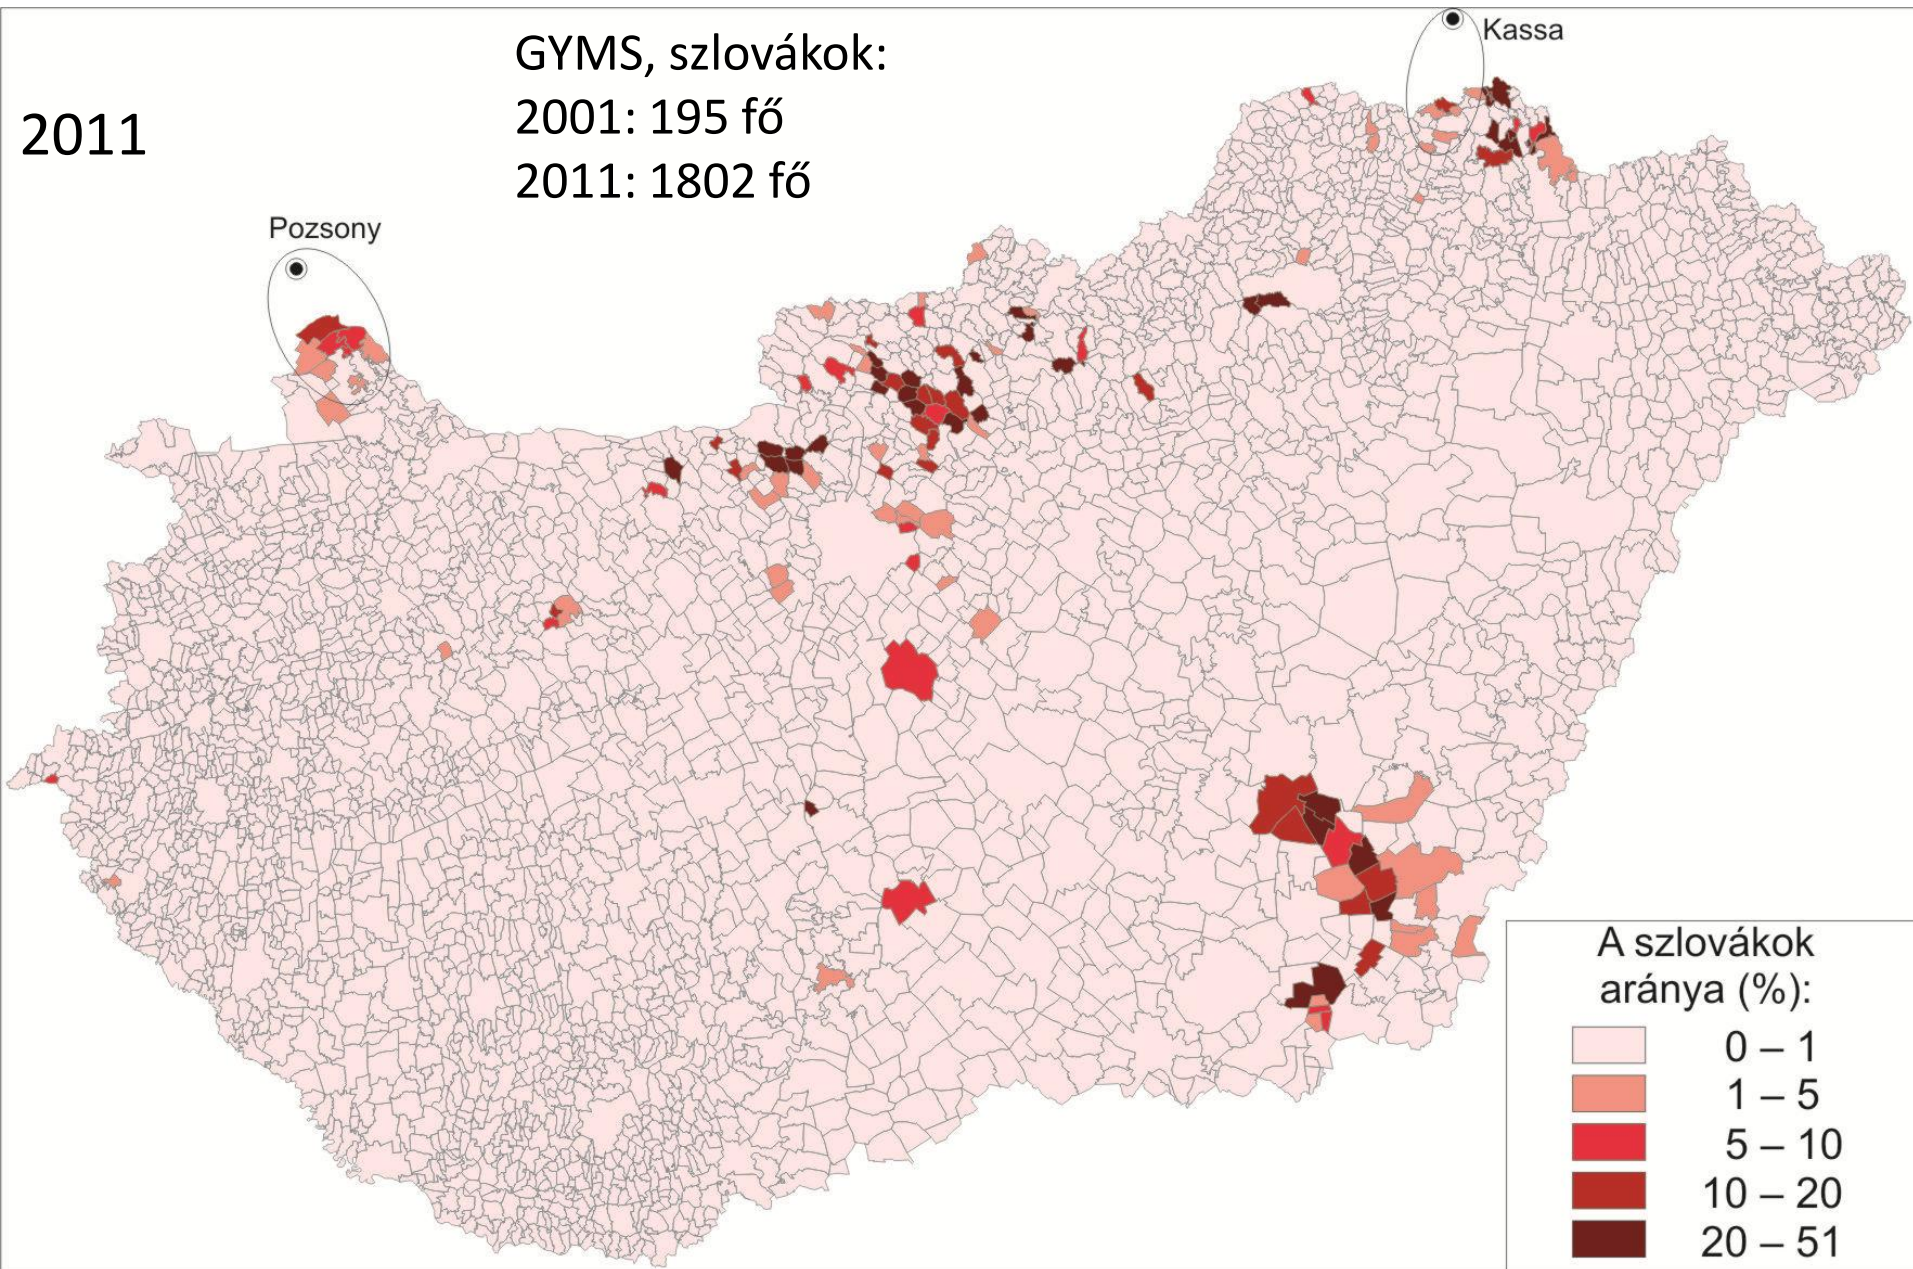 GYMS, szlovákok:
2001: 195 fő
2011: 1802 fő
2011
Kassa
Pozsony
A szlovákok
aránya (%):
0 – 1
1 – 5
5 – 10
10 – 20
20 – 51